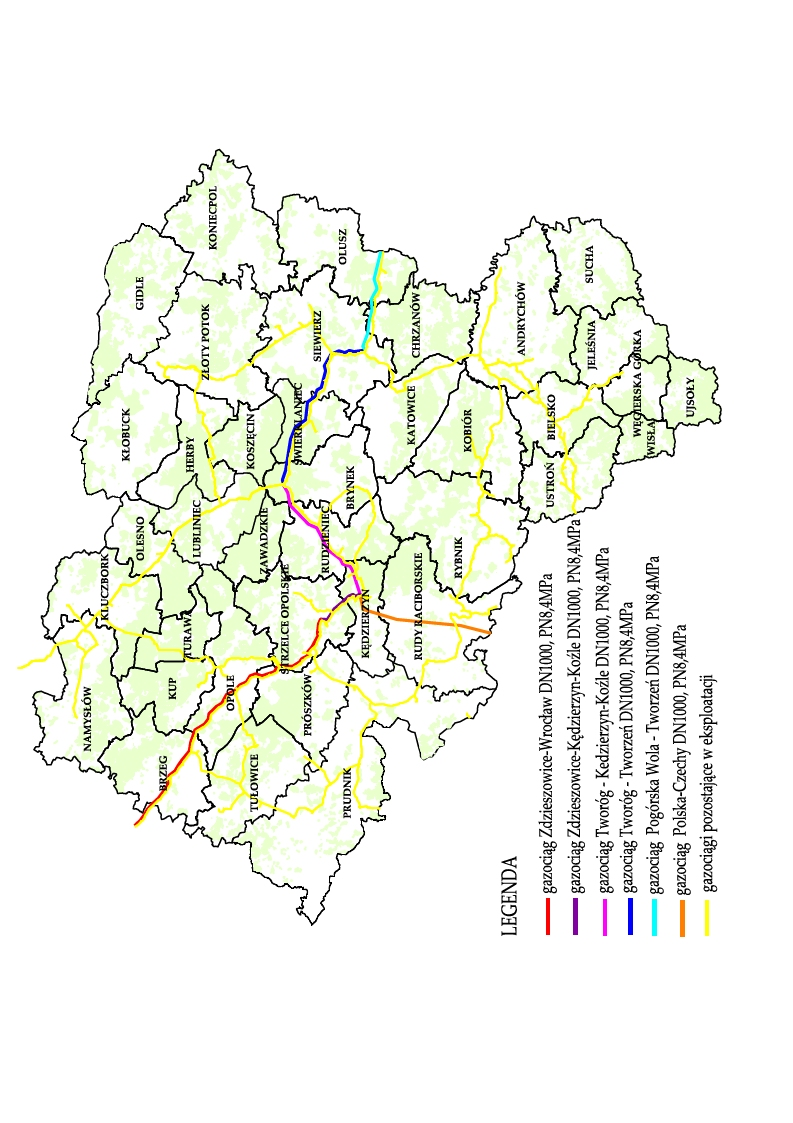 KONIECPOL
GIDLE
OLKUSZ
SUCHA
ZŁOTY POTOK
SIEWIERZ
CHRZANÓW
ANDRYCHÓW
JELEŚNIA
WĘGIERSKA GÓRKA
UJSOŁY
KŁOBUCK
HERBY
KOSZĘCIN
ŚWIERKLANIEC
KATOWICE
KOBIÓR
BIELSKO
WISŁA
USTROŃ
BRYNEK
OLESNO
LUBLINIEC
ZAWADZKIE
RUDZIENIEC
RYBNIK
KLUCZBORK
TURAWA
STRZELCE OPOLSKIE
KĘDZIERZYN
RUDY RACIBORSKIE
NAMYSŁÓW
KUP
OPOLE
PRÓSZKÓW
BRZEG
TUŁOWICE
PRUDNIK
LEGENDA
gazociąg Zdzieszowice-Wrocław DN1000, PN8,4MPa
gazociąg Zdzieszowice-Kędzierzyn-Koźle DN1000, PN8,4MPa
gazociąg Tworóg - Kedzierzyn-Koźle DN1000, PN8,4MPa
gazociąg Tworóg - Tworzeń DN1000, PN8,4MPa
gazociąg Pogórska Wola - Tworzeń DN1000, PN8,4MPa
gazociąg Polska-Czechy DN1000, PN8,4MPa
gazociągi pozostające w eksploatacji